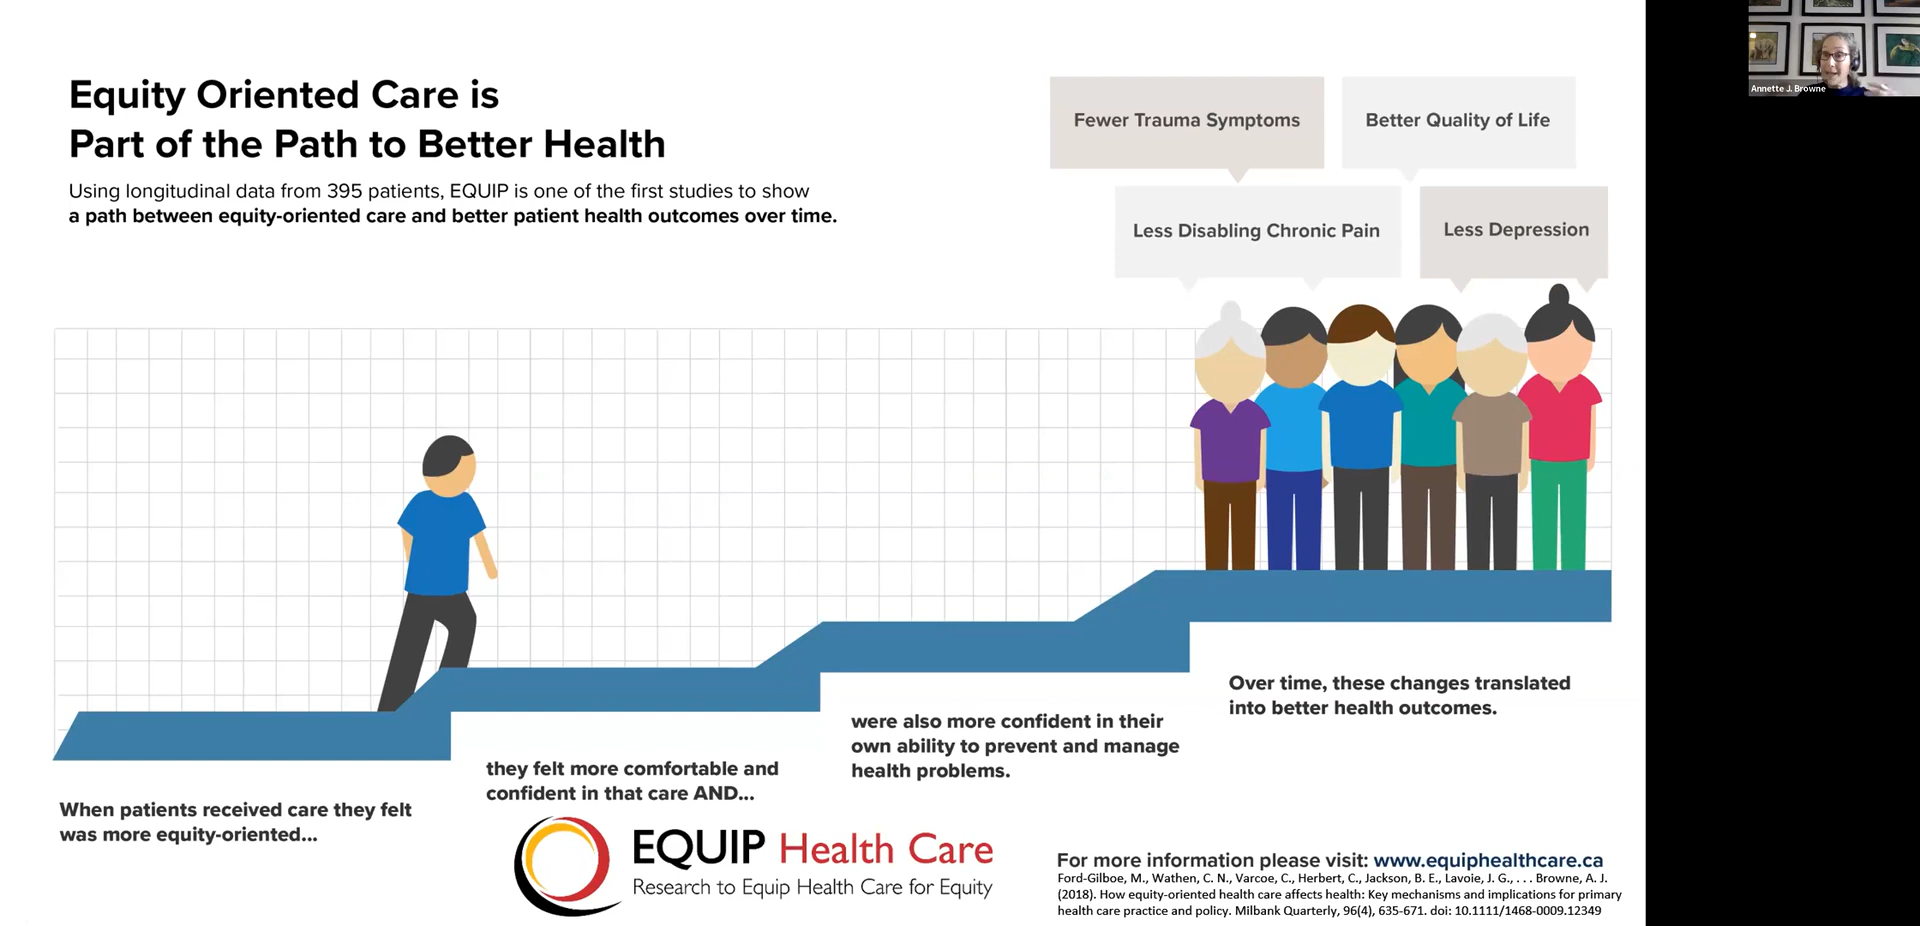 Equity Oriented Care is
Part of the Path to Better Health
Using longitudinal data from 395 patients, EQUIP is one of the first studies to show
a path between equity-oriented care and better patient health outcomes over time.
Fewer Trauma Symptoms
Better Quality of Life
Less Disabling Chronic Pain
Less Depression
Annette J. Browne
When patients received care they felt
was more equity-oriented...
they felt more comfortable and
confident in that care AND...
were also more confident in their
own ability to prevent and manage
health problems.
Over time, these changes translated
into better health outcomes.
EQUIP Health Care
Research to Equip Health Care for Equity
For more information please visit: www.equiphealthcare.ca
Ford-Gilboe, M., Wathen, C. N., Varcoe, C., Herbert, C., Jackson, B. E., Lavoie, J. G., . . . Browne, A. J.
(2018). How equity-oriented health care affects health: Key mechanisms and implications for primary
health care practice and policy. Milbank Quarterly, 96(4), 635-671. doi: 10.1111/1468-0009.12349